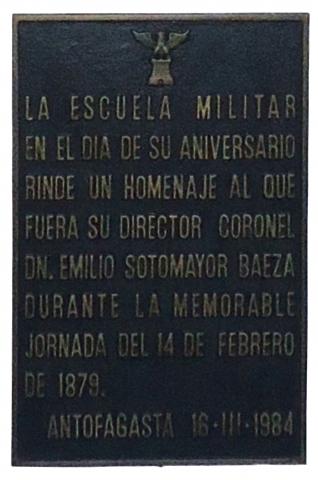 LA ESCUELA MILITAR
EN EL DIA DE SU ANIVERSARIO
RINDE UN HOMENAJE AL QUE
FUERA SU DIRECTOR CORONEL
DN. EMILIO SOTOMAYOR BAEZA
DURANTE LA MEMORABLE
JORNADA DEL 14 DE FEBRERO
DE 1879.
ANTOFAGASTA 16-III-1984